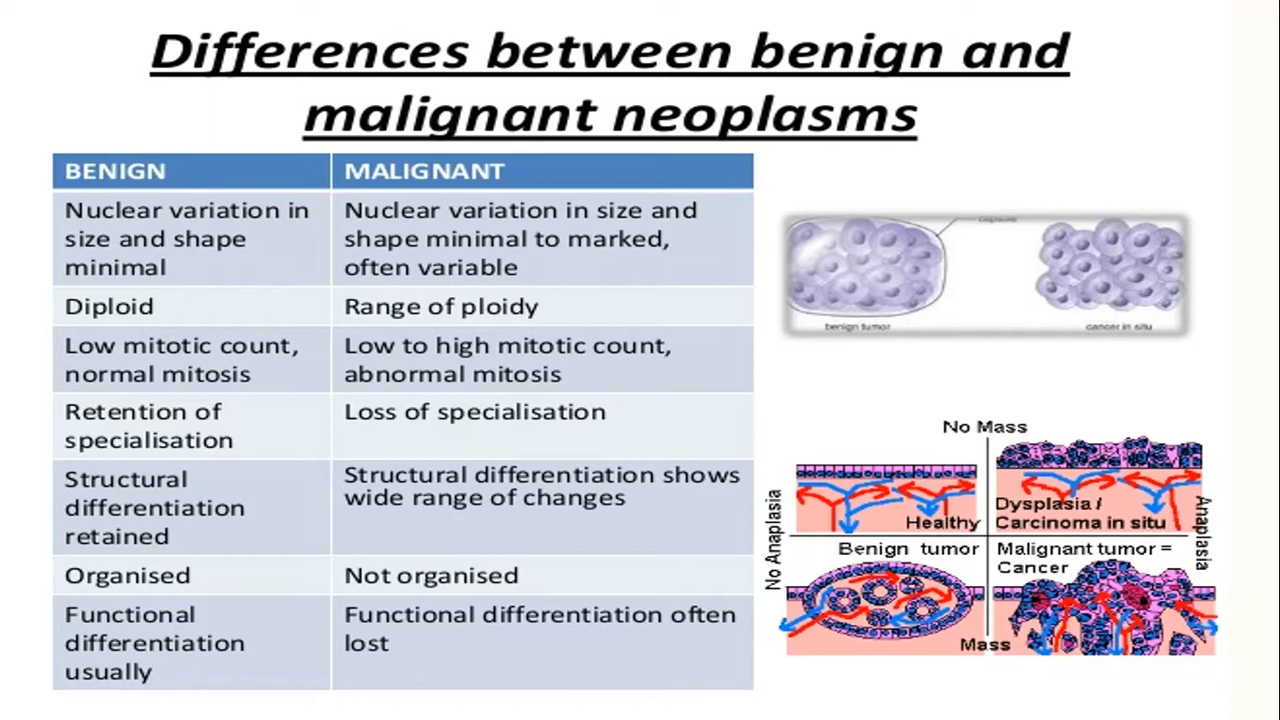 Differences between benign and
malignant neoplasms
BENIGN
MALIGNANT
Nuclear variation in
size and shape
minimal
Nuclear variation in size and
shape minimal to marked,
often variable
Diploid
Range of ploidy
Low mitotic count,
normal mitosis
Low to high mitotic count,
abnormal mitosis
Retention of
specialisation
Loss of specialisation
Structural
differentiation
retained
Structural differentiation shows
wide range of changes
Organised
Not organised
Functional
differentiation
usually
Functional differentiation often
lost
benign tumor
cancer in situ
No Mass
No Anaplasia
Healthy
Dysplasia /
Carcinoma in situ
Anaplasia
Benign tumor
Malignant tumor =
Cancer
Mass